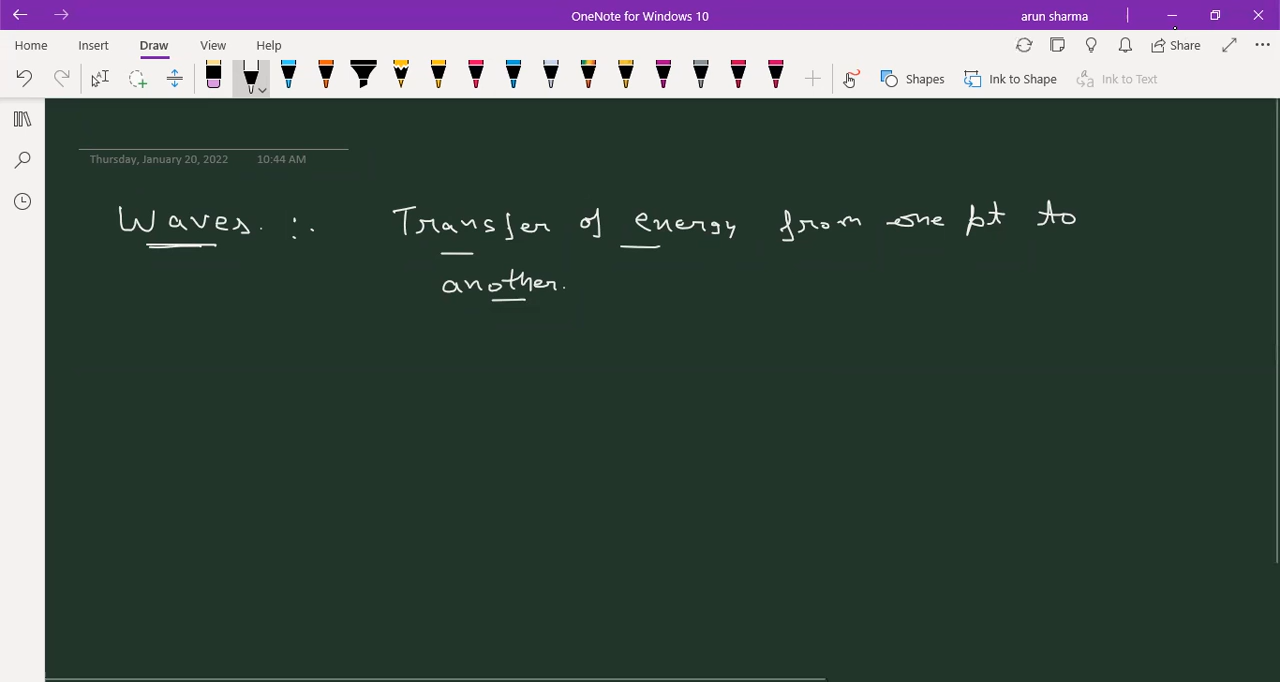 OneNote for Windows 10
arun sharma
Home Insert Draw View Help
Share
Shapes Ink to Shape Ink to Text
Thursday, January 20, 2022 10:44 AM
Waves. :. Transfer of energy from one pt to
another.